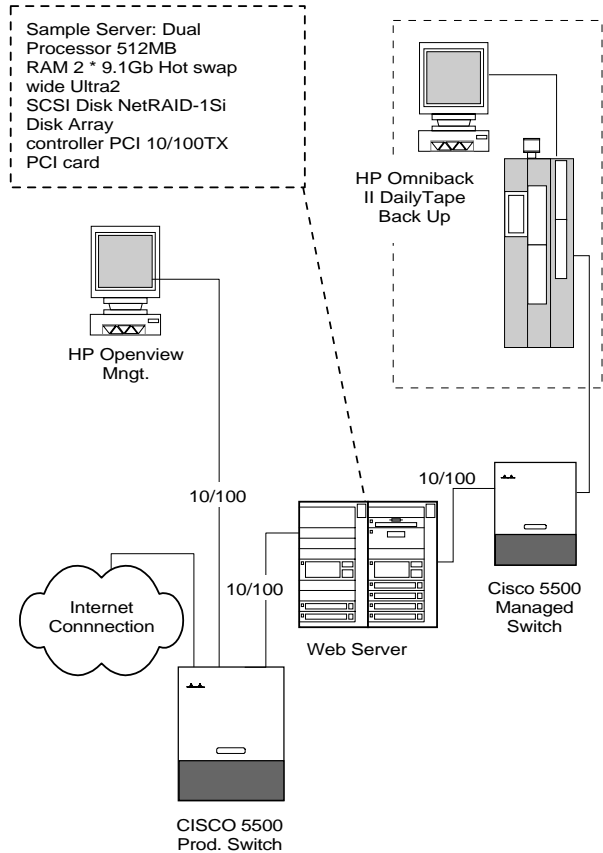 Sample Server: Dual
Processor 512MB
RAM 2 * 9.1Gb Hot swap
wide Ultra2
SCSI Disk NetRAID-1Si
Disk Array
controller PCI 10/100TX
PCI card
HP Omniback
II DailyTape
Back Up
HP Openview
Mngt.
10/100
10/100
10/100
Internet
Connnection
Web Server
Cisco 5500
Managed
Switch
CISCO 5500
Prod. Switch